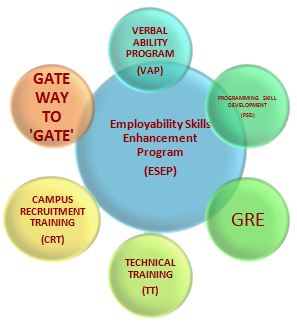 VERBAL
ABILITY
PROGRAM
(VAP)
GATE
WAY
TO
'GATE'
PROGRAMMING SKILL
DEVELOPMENT
(PSD)
Employability Skills
Enhancement
Program
(ESEP)
CAMPUS
RECRUITMENT
TRAINING
(CRT)
GRE
TECHNICAL
TRAINING
(TT)